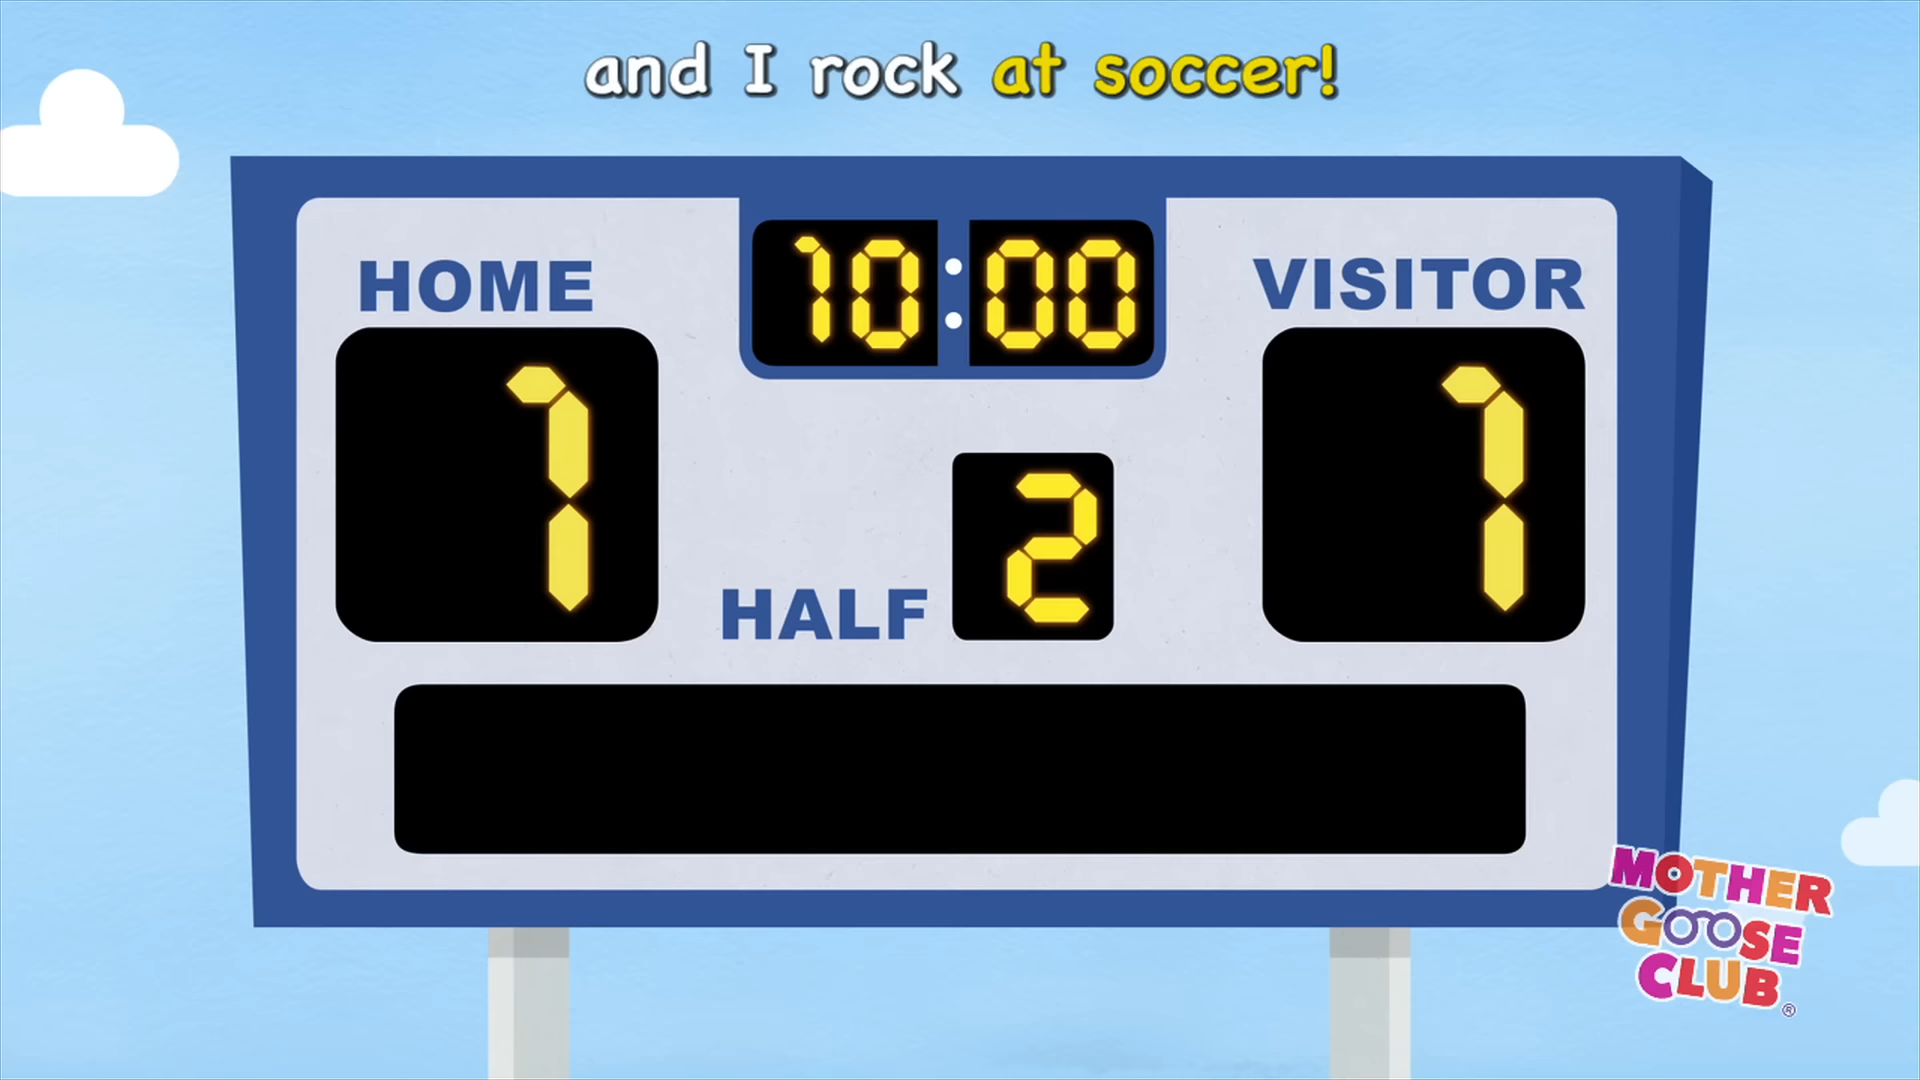 and I rock at soccer!
10:00
HOME
VISITOR
1
1
HALF 2
MOTHER
GOOSE
CLUB®